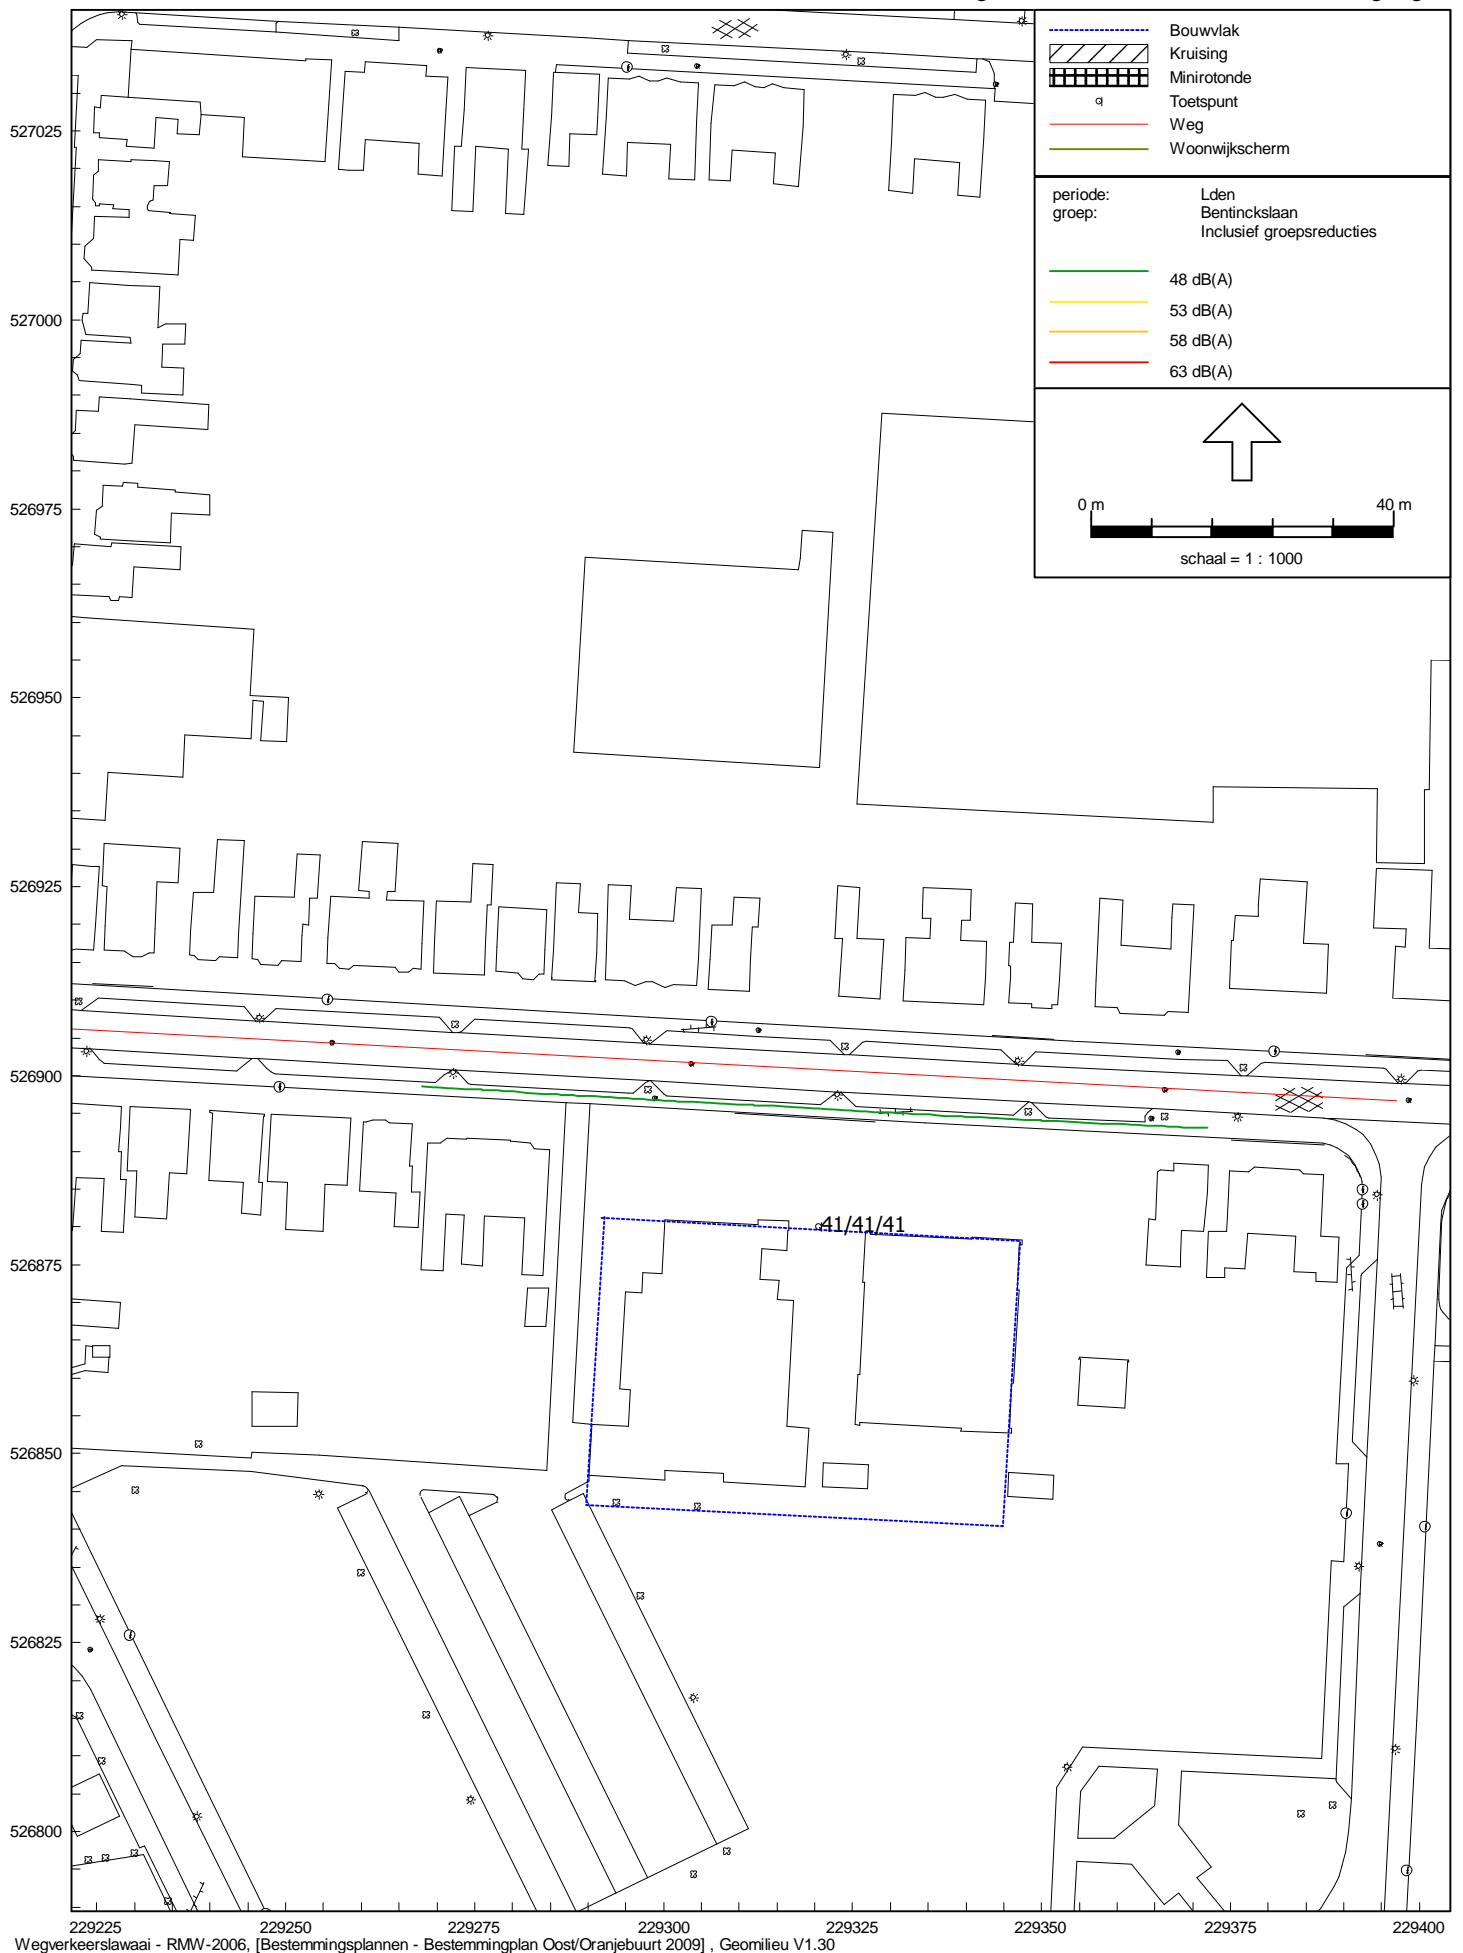 Bouwvlak
Kruising
Minirotonde
Toetspunt
Weg
Woonwijkscherm
periode: Lden
groep: Bentinckslaan
Inclusief groepsreducties
48 dB(A)
53 dB(A)
58 dB(A)
63 dB(A)
0 m 40 m
schaal = 1 : 1000
527025
527000
526975
526950
526925
526900
526875
526850
526825
526800
41/41/41
229225 229250 229275 229300 229325 229350 229375 229400
Wegverkeerslawaai - RMW-2006, [Bestemmingsplannen - Bestemmingplan Oost/Oranjebuurt 2009] , Geomilieu V1.30